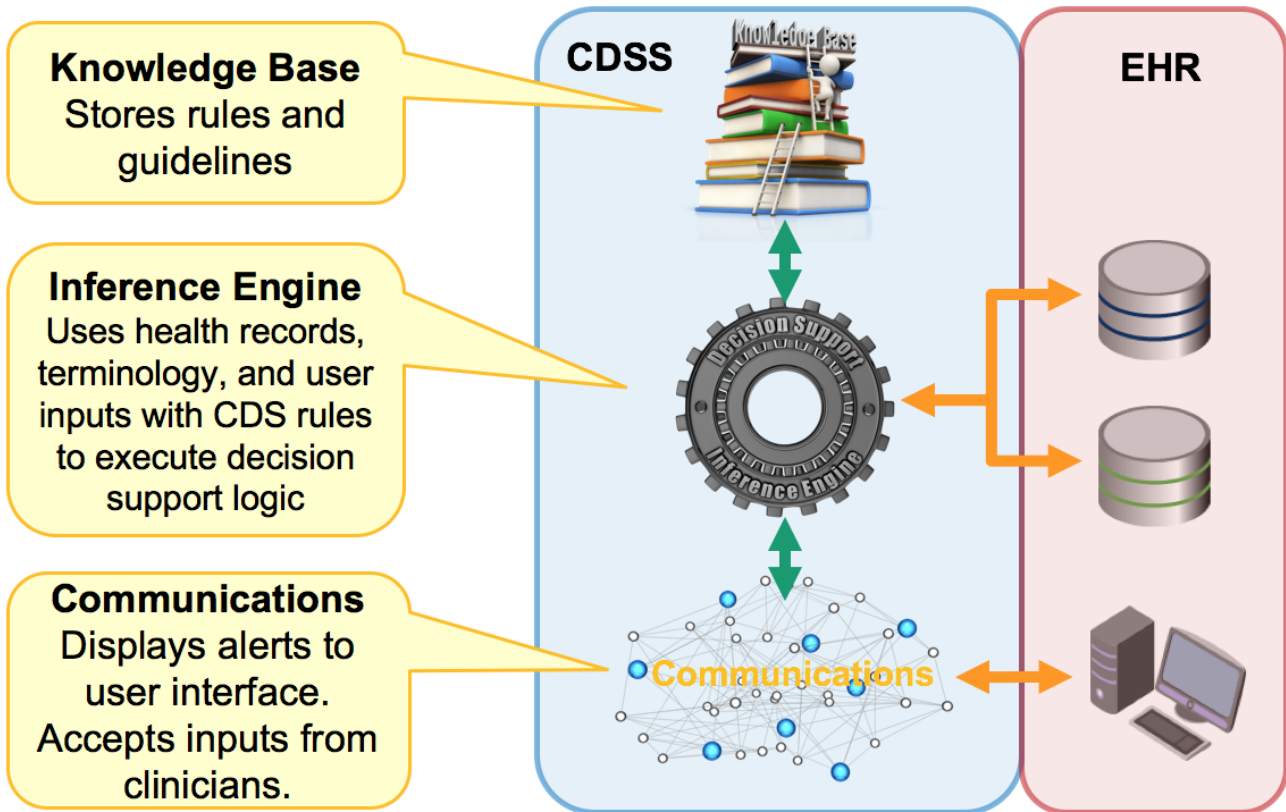 Knowledge Base
Stores rules and
guidelines
Inference Engine
Uses health records,
terminology, and user
inputs with CDS rules
to execute decision
support logic
Communications
Displays alerts to
user interface.
Accepts inputs from
clinicians.
CDSS
Knowledge Base
Decision Support
Inference Engine
Communications
EHR